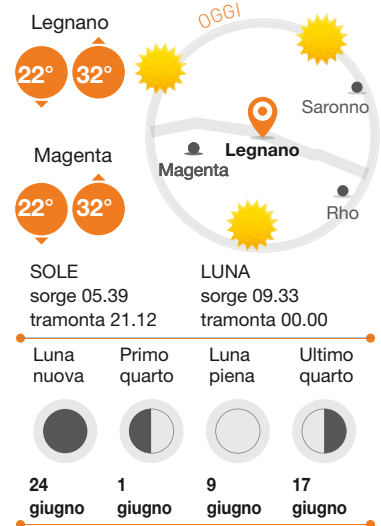 OGGI
Legnano
22° 32°
Saronno
Legnano
Magenta
Rho
Magenta
22° 32°
SOLE
sorge 05.39
tramonta 21.12
LUNA
sorge 09.33
tramonta 00.00
Luna
nuova
Primo
quarto
Luna
piena
Ultimo
quarto
24
giugno
1
giugno
9
giugno
17
giugno